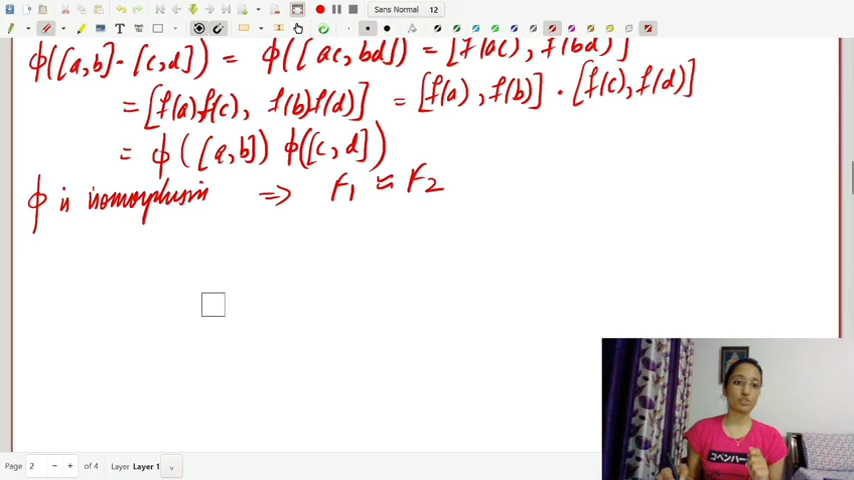 Sans Normal 12
ϕ([a,b]·[c,d]) = ϕ([ac, bd]) = [f(ac), f(bd)]
= [f(a)f(c), f(b)f(d)] = [f(a), f(b)] · [f(c), f(d)]
= ϕ([a,b]) ϕ([c,d])
ϕ is isomorphism ⇒ F₁ ≈ F₂
コペンハー
Page 2 - + of 4 Layer Layer 1